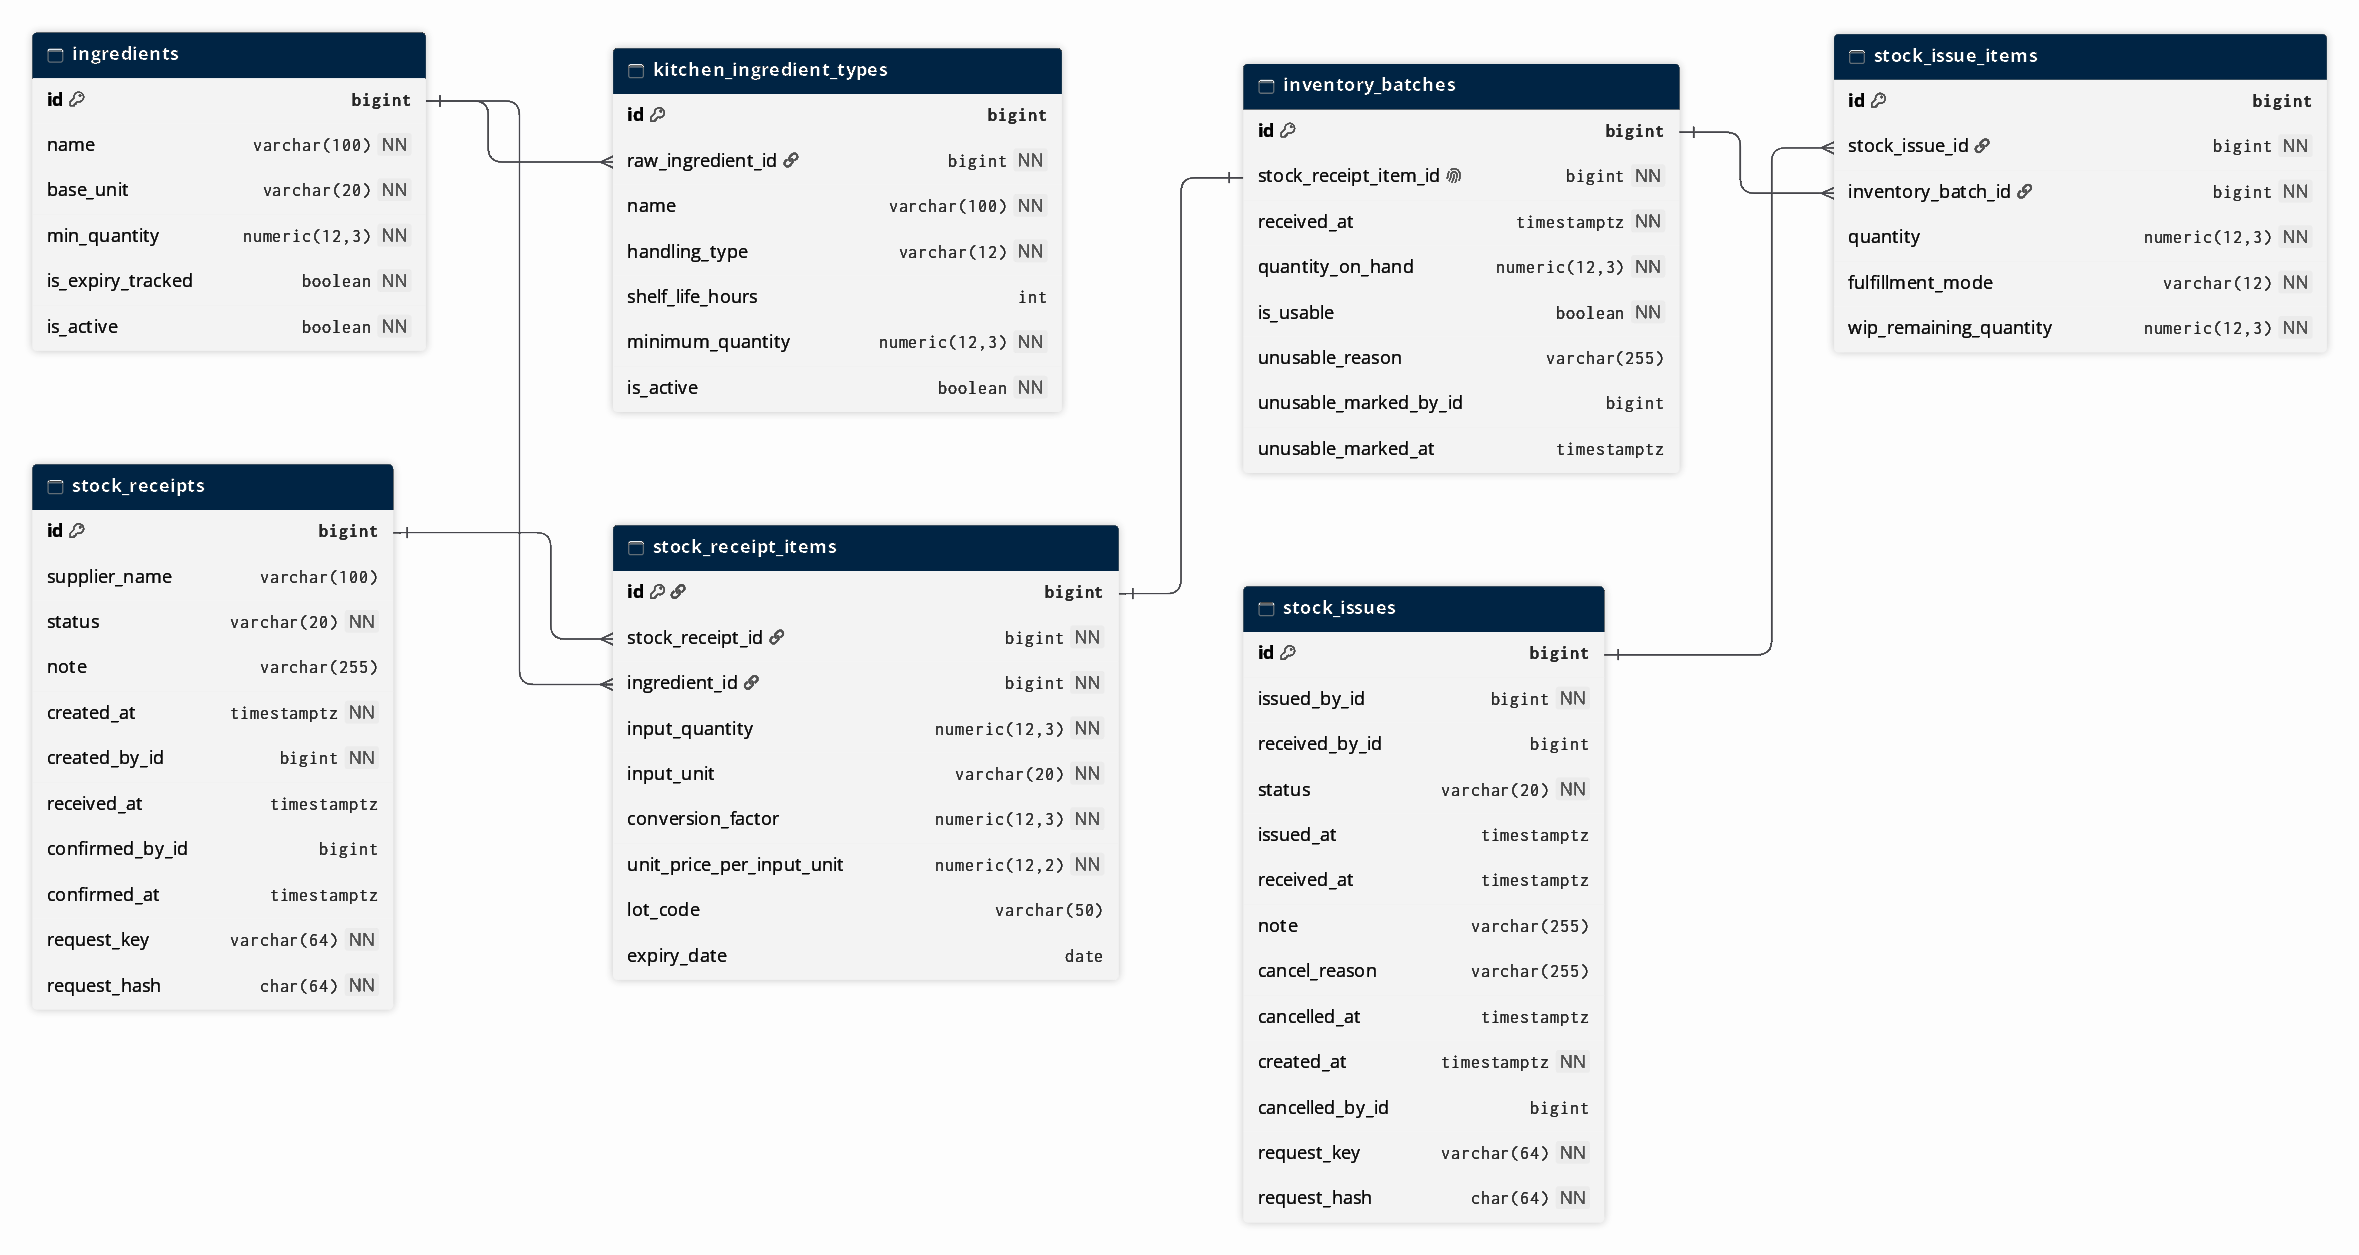 ingredients
id bigint
name varchar(100) NN
base_unit varchar(20) NN
min_quantity numeric(12,3) NN
is_expiry_tracked boolean NN
is_active boolean NN
kitchen_ingredient_types
id bigint
raw_ingredient_id bigint NN
name varchar(100) NN
handling_type varchar(12) NN
shelf_life_hours int
minimum_quantity numeric(12,3) NN
is_active boolean NN
inventory_batches
id bigint
stock_receipt_item_id bigint NN
received_at timestamptz NN
quantity_on_hand numeric(12,3) NN
is_usable boolean NN
unusable_reason varchar(255)
unusable_marked_by_id bigint
unusable_marked_at timestamptz
stock_issue_items
id bigint
stock_issue_id bigint NN
inventory_batch_id bigint NN
quantity numeric(12,3) NN
fulfillment_mode varchar(12) NN
wip_remaining_quantity numeric(12,3) NN
stock_receipts
id bigint
supplier_name varchar(100)
status varchar(20) NN
note varchar(255)
created_at timestamptz NN
created_by_id bigint NN
received_at timestamptz
confirmed_by_id bigint
confirmed_at timestamptz
request_key varchar(64) NN
request_hash char(64) NN
stock_receipt_items
id bigint
stock_receipt_id bigint NN
ingredient_id bigint NN
input_quantity numeric(12,3) NN
input_unit varchar(20) NN
conversion_factor numeric(12,3) NN
unit_price_per_input_unit numeric(12,2) NN
lot_code varchar(50)
expiry_date date
stock_issues
id bigint
issued_by_id bigint NN
received_by_id bigint
status varchar(20) NN
issued_at timestamptz
received_at timestamptz
note varchar(255)
cancel_reason varchar(255)
cancelled_at timestamptz
created_at timestamptz NN
cancelled_by_id bigint
request_key varchar(64) NN
request_hash char(64) NN